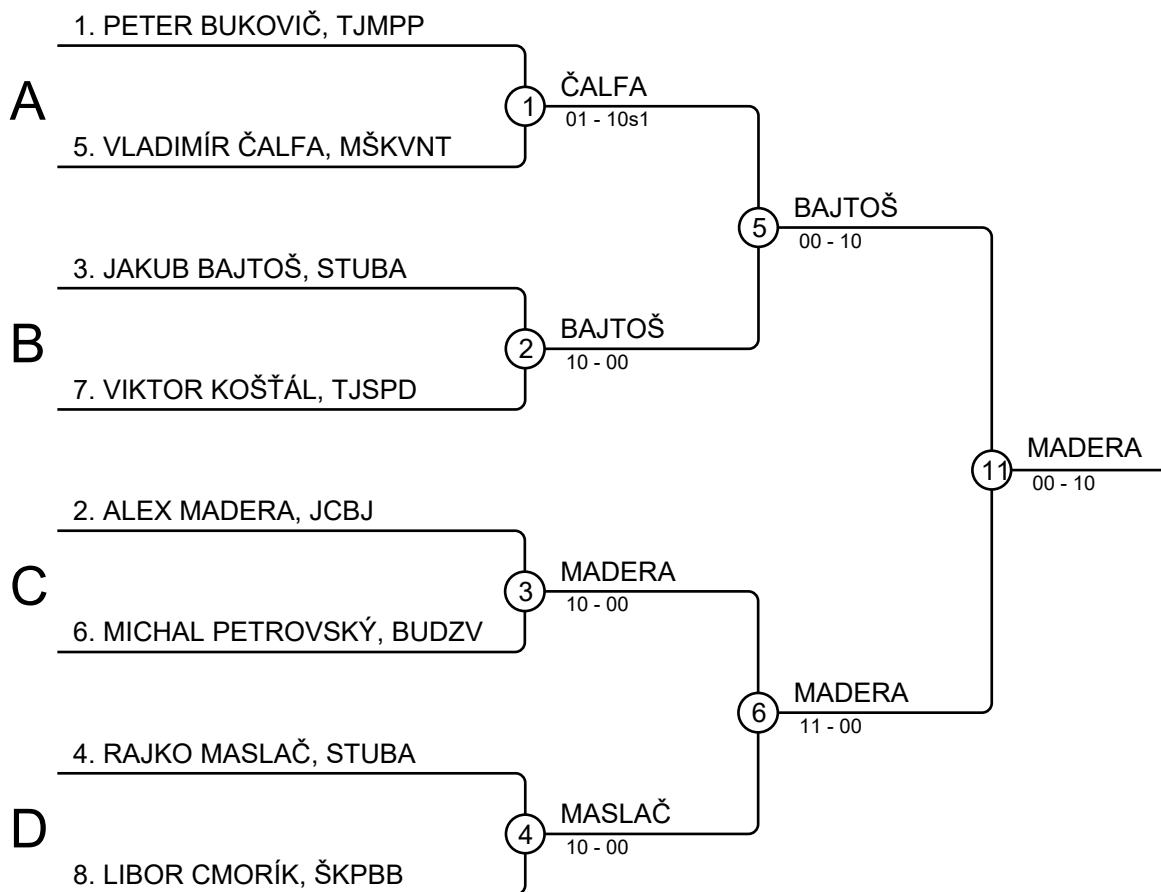 1. PETER BUKOVIČ, TJMPP
A
1
ČALFA
01 - 10s1
5. VLADIMÍR ČALFA, MŠKVNT
5
BAJTOŠ
00 - 10
3. JAKUB BAJTOŠ, STUBA
B
2
BAJTOŠ
10 - 00
7. VIKTOR KOŠŤÁL, TJSPD
11
MADERA
00 - 10
2. ALEX MADERA, JCBJ
C
3
MADERA
10 - 00
6. MICHAL PETROVSKÝ, BUDZV
6
MADERA
11 - 00
4. RAJKO MASLAČ, STUBA
D
4
MASLAČ
10 - 00
8. LIBOR CMORÍK, ŠKPBB